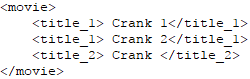 <movie>
    <title_1> Crank 1</title_1>
    <title_1> Crank 2</title_1>
    <title_2> Crank </title_2>
</movie>